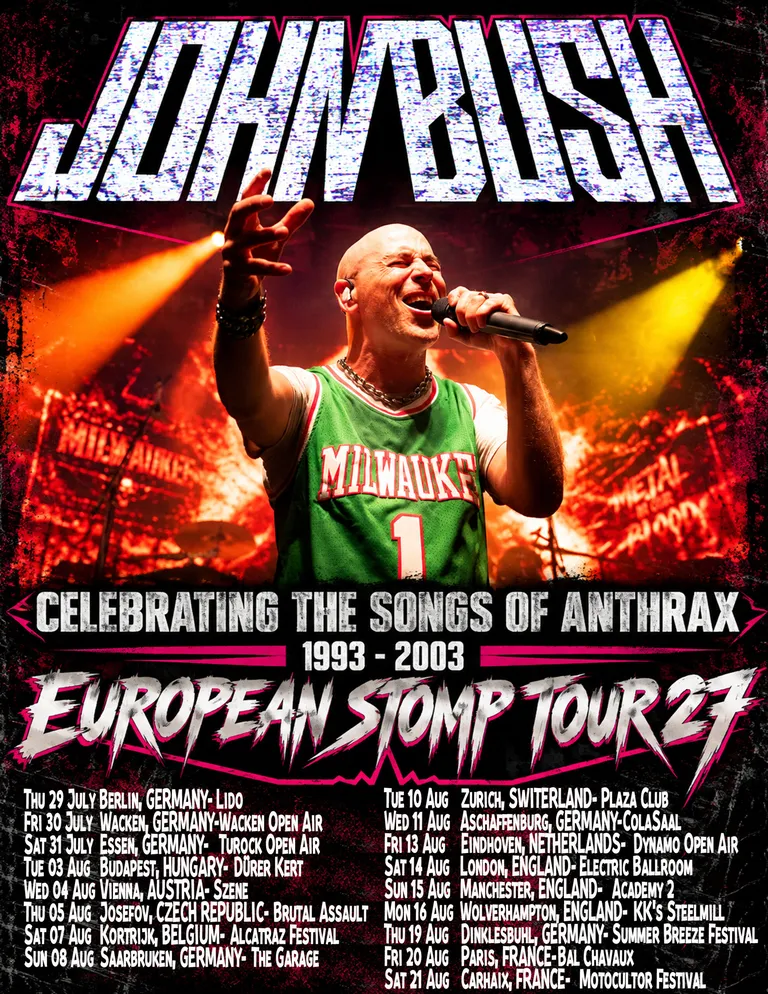 JOHN BUSH
MILWAUKEE
METAL
BLOOD
MILWAUKE
1
CELEBRATING THE SONGS OF ANTHRAX
1993 - 2003
EUROPEAN STOMP TOUR 27
THU 29 JULY BERLIN, GERMANY- LIDO
FRI 30 JULY WACKEN, GERMANY-WACKEN OPEN AIR
SAT 31 JULY ESSEN, GERMANY- TUROCK OPEN AIR
TUE 03 AUG BUDAPEST, HUNGARY- DÜRER KERT
WED 04 AUG VIENNA, AUSTRIA- SZENE
THU 05 AUG JOSEFOV, CZECH REPUBLIC- BRUTAL ASSAULT
SAT 07 AUG KORTRIJK, BELGIUM- ALCATRAZ FESTIVAL
SUN 08 AUG SAARBRUKEN, GERMANY- THE GARAGE
TUE 10 AUG ZURICH, SWITERLAND- PLAZA CLUB
WED 11 AUG ASCHAFFENBURG, GERMANY-COLASAAL
FRI 13 AUG EINDHOVEN, NETHERLANDS- DYNAMO OPEN AIR
SAT 14 AUG LONDON, ENGLAND- ELECTRIC BALLROOM
SUN 15 AUG MANCHESTER, ENGLAND- ACADEMY 2
MON 16 AUG WOLVERHAMPTON, ENGLAND- KK'S STEELMILL
THU 19 AUG DINKLESBUHL, GERMANY- SUMMER BREEZE FESTIVAL
FRI 20 AUG PARIS, FRANCE-BAL CHAVAUX
SAT 21 AUG CARHAIX, FRANCE- MOTOCULTOR FESTIVAL